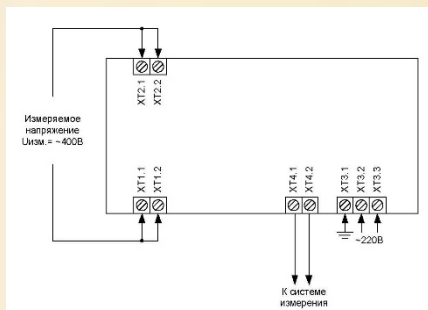 XT2.1
XT2.2
Измеряемое
напряжение
Uизм.= ~400В
XT1.1
XT1.2
XT4.1
XT4.2
XT3.1
XT3.2
XT3.3
~220В
К системе
измерения